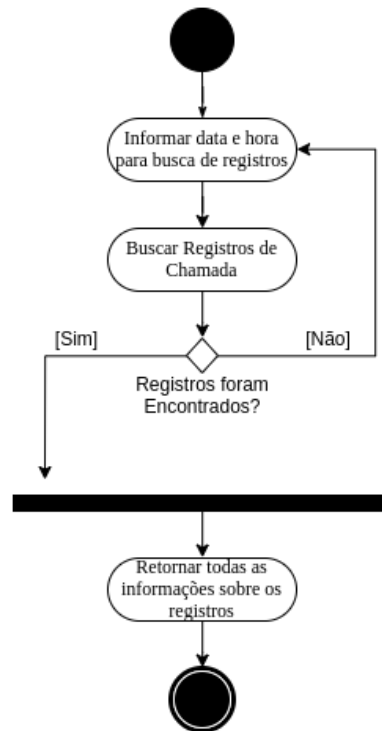 Informar data e hora
para busca de registros
Buscar Registros de
Chamada
[Sim]
[Não]
Registros foram
Encontrados?
Retornar todas as
informações sobre os
registros